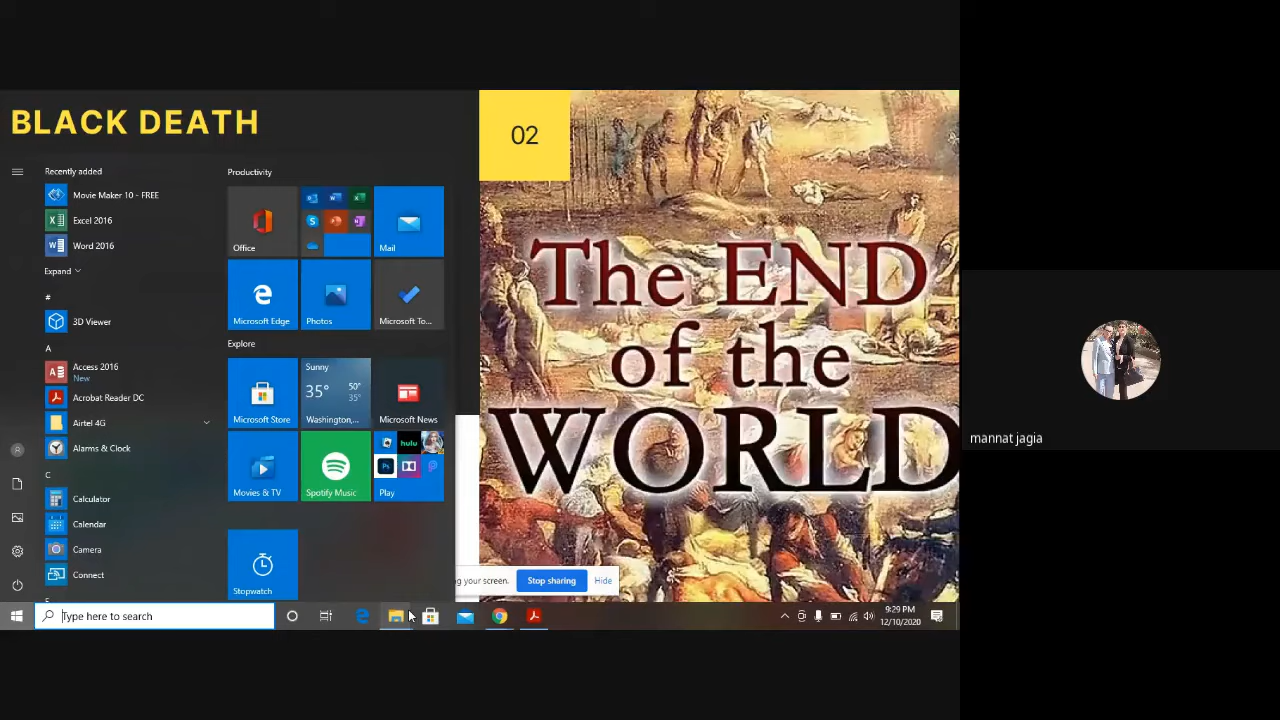 BLACK DEATH
02
The END
of the
WORLD
Recently added
Movie Maker 10 - FREE
Excel 2016
Word 2016
Expand
#
3D Viewer
A
Access 2016
New
Acrobat Reader DC
Airtel 4G
Alarms & Clock
C
Calculator
Calendar
Camera
Connect
Productivity
Office
Mail
Microsoft Edge
Photos
Microsoft To...
Explore
Microsoft Store
Sunny
35° 50°
35°
Washington,...
Microsoft News
Movies & TV
Spotify Music
hulu
Play
Stopwatch
g your screen. Stop sharing Hide
Type here to search
9:29 PM
12/10/2020
mannat jagia